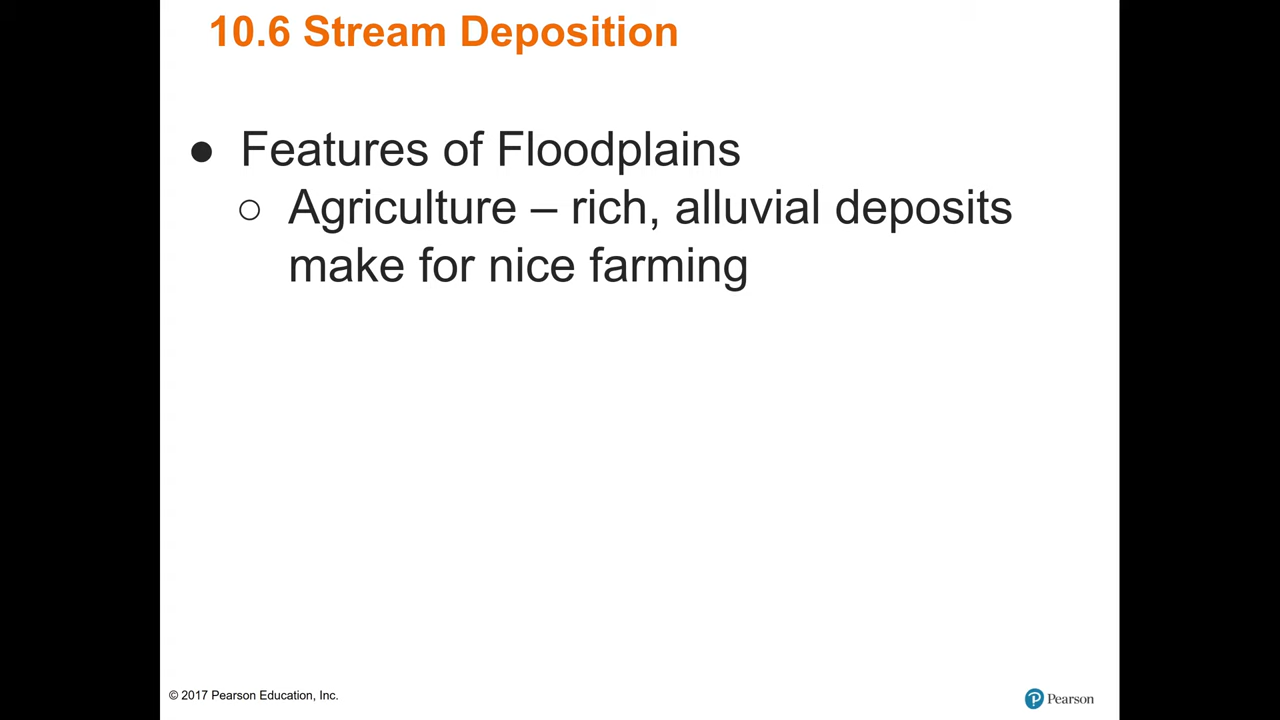 10.6 Stream Deposition
● Features of Floodplains
○ Agriculture – rich, alluvial deposits
make for nice farming
© 2017 Pearson Education, Inc.
Pearson